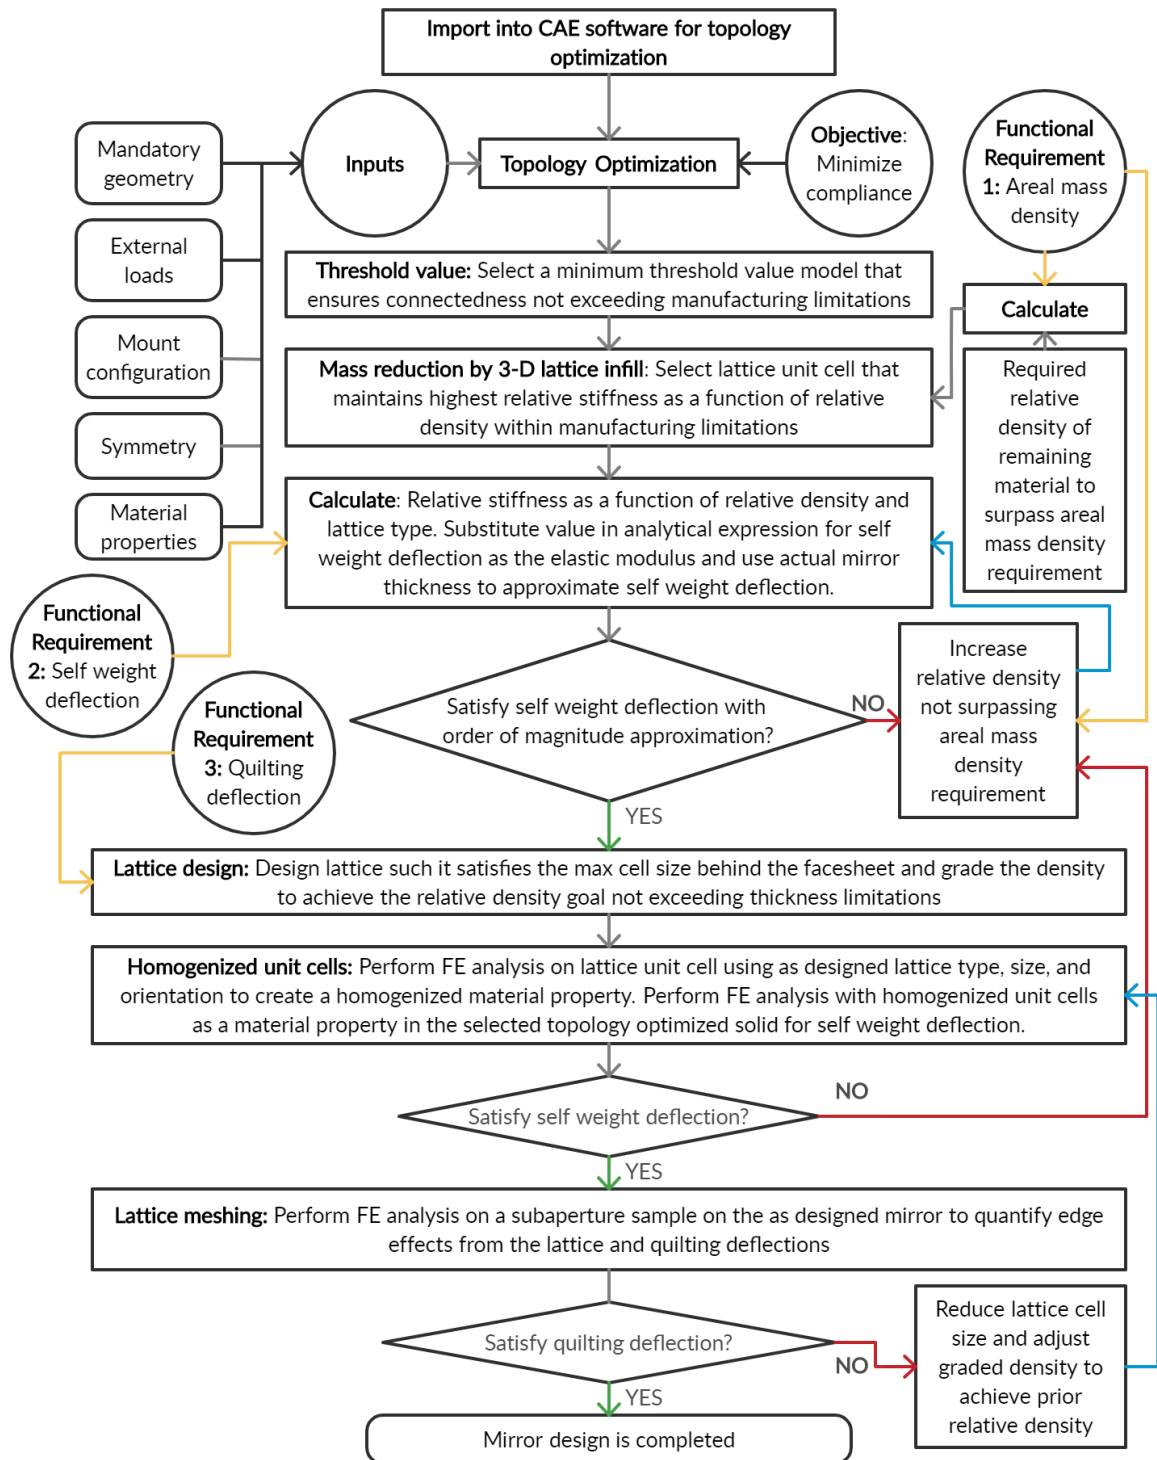 Import into CAE software for topology
optimization
Mandatory
geometry
Inputs
Topology Optimization
Objective:
Minimize
compliance
Functional
Requirement
1: Areal mass
density
External
loads
Threshold value: Select a minimum threshold value model that
ensures connectedness not exceeding manufacturing limitations
Calculate
Mount
configuration
Mass reduction by 3-D lattice infill: Select lattice unit cell that
maintains highest relative stiffness as a function of relative
density within manufacturing limitations
Required
relative
density of
remaining
material to
surpass areal
mass density
requirement
Symmetry
Material
properties
Calculate: Relative stiffness as a function of relative density and
lattice type. Substitute value in analytical expression for self
weight deflection as the elastic modulus and use actual mirror
thickness to approximate self weight deflection.
Functional
Requirement
2: Self weight
deflection
Functional
Requirement
3: Quilting
deflection
Satisfy self weight deflection with
order of magnitude approximation?
NO
Increase
relative density
not surpassing
areal mass
density
requirement
YES
Lattice design: Design lattice such it satisfies the max cell size behind the facesheet and grade the density
to achieve the relative density goal not exceeding thickness limitations
Homogenized unit cells: Perform FE analysis on lattice unit cell using as designed lattice type, size, and
orientation to create a homogenized material property. Perform FE analysis with homogenized unit cells
as a material property in the selected topology optimized solid for self weight deflection.
Satisfy self weight deflection?
NO
YES
Lattice meshing: Perform FE analysis on a subaperture sample on the as designed mirror to quantify edge
effects from the lattice and quilting deflections
Satisfy quilting deflection?
NO
Reduce lattice cell
size and adjust
graded density to
achieve prior
relative density
YES
Mirror design is completed